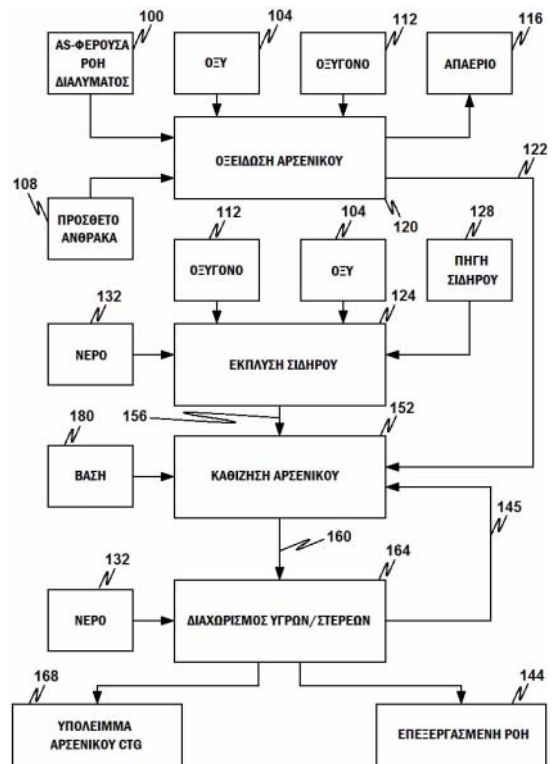 100
104
112
116
AS-ΦΕΡΟΥΣΑ
ΡΟΗ
ΔΙΑΛΥΜΑΤΟΣ
ΟΞΥ
ΟΞΥΓΟΝΟ
ΑΠΑΕΡΙΟ
ΟΞΕΙΔΩΣΗ ΑΡΣΕΝΙΚΟΥ
122
108
ΠΡΟΣΘΕΤΟ
ΑΝΘΡΑΚΑ
120
112
104
128
ΟΞΥΓΟΝΟ
ΟΞΥ
ΠΗΓΗ
ΣΙΔΗΡΟΥ
132
124
ΝΕΡΟ
ΕΚΠΛΥΣΗ ΣΙΔΗΡΟΥ
156
152
180
ΒΑΣΗ
ΚΑΘΙΖΗΣΗ ΑΡΣΕΝΙΚΟΥ
145
160
132
164
ΝΕΡΟ
ΔΙΑΧΩΡΙΣΜΟΣ ΥΓΡΩΝ/ΣΤΕΡΕΩΝ
168
144
ΥΠΟΛΕΙΜΜΑ
ΑΡΣΕΝΙΚΟΥ CTG
ΕΠΕΞΕΡΓΑΣΜΕΝΗ ΡΟΗ